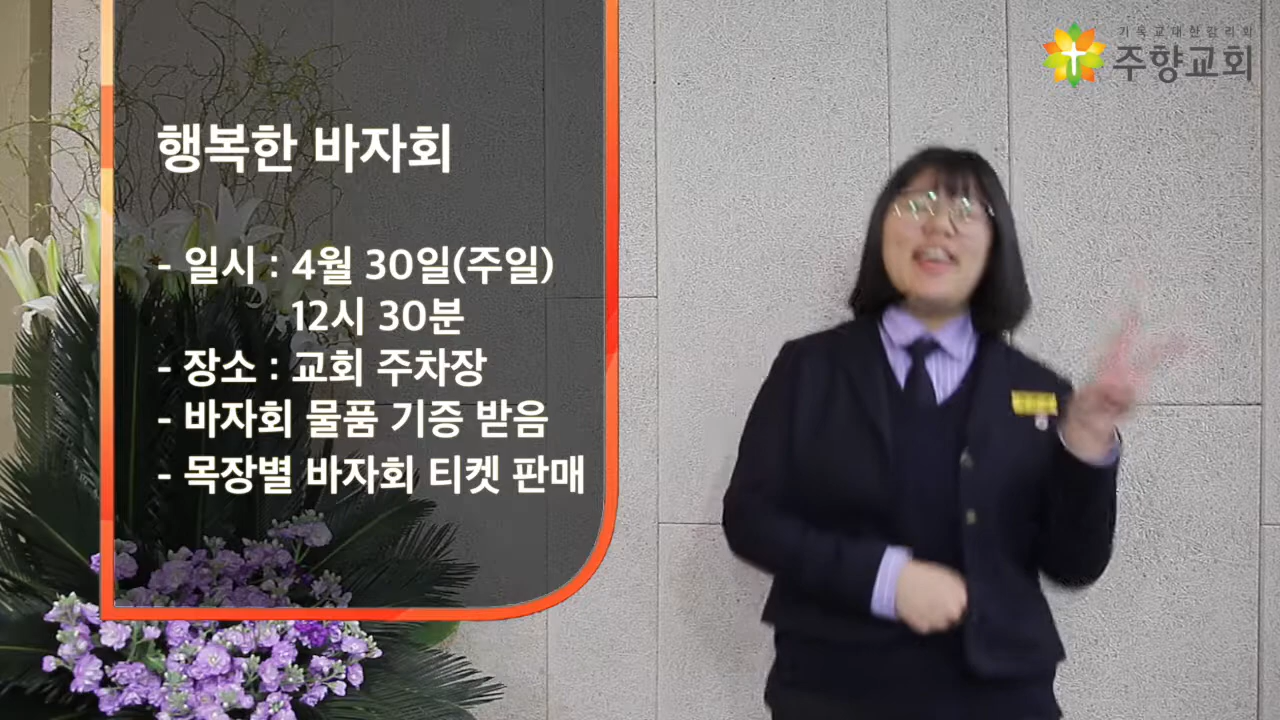 행복한 바자회
- 일시 : 4월 30일(주일)
12시 30분
- 장소 : 교회 주차장
- 바자회 물품 기증 받음
- 목장별 바자회 티켓 판매
기독교대한감리회
주향교회